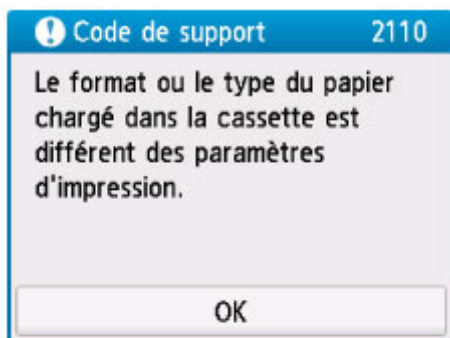 Code de support 2110
Le format ou le type du papier
chargé dans la cassette est
différent des paramètres
d'impression.
OK